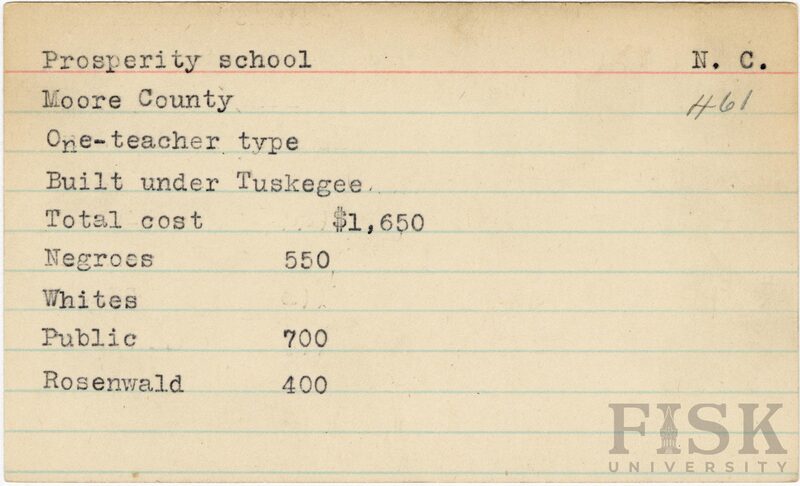 Prosperity school N. C.
Moore County 461
One-teacher type
Built under Tuskegee
Total cost $1,650
Negroes 550
Whites
Public 700
Rosenwald 400
FISK
UNIVERSITY